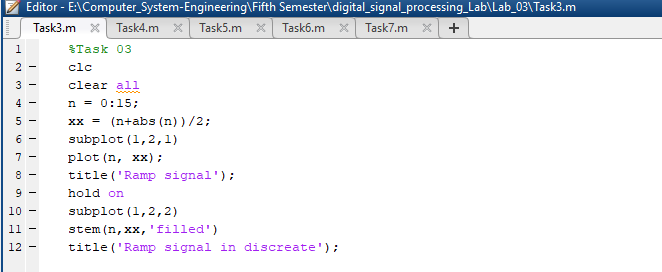 Editor - E:\Computer_System-Engineering\Fifth Semester\digital_signal_processing_Lab\Lab_03\Task3.m
Task3.m × Task4.m × Task5.m × Task6.m × Task7.m × +
1 %Task 03
2 - clc
3 - clear all
4 - n = 0:15;
5 - xx = (n+abs(n))/2;
6 - subplot(1,2,1)
7 - plot(n, xx);
8 - title('Ramp signal');
9 - hold on
10 - subplot(1,2,2)
11 - stem(n,xx,'filled')
12 - title('Ramp signal in discreate');